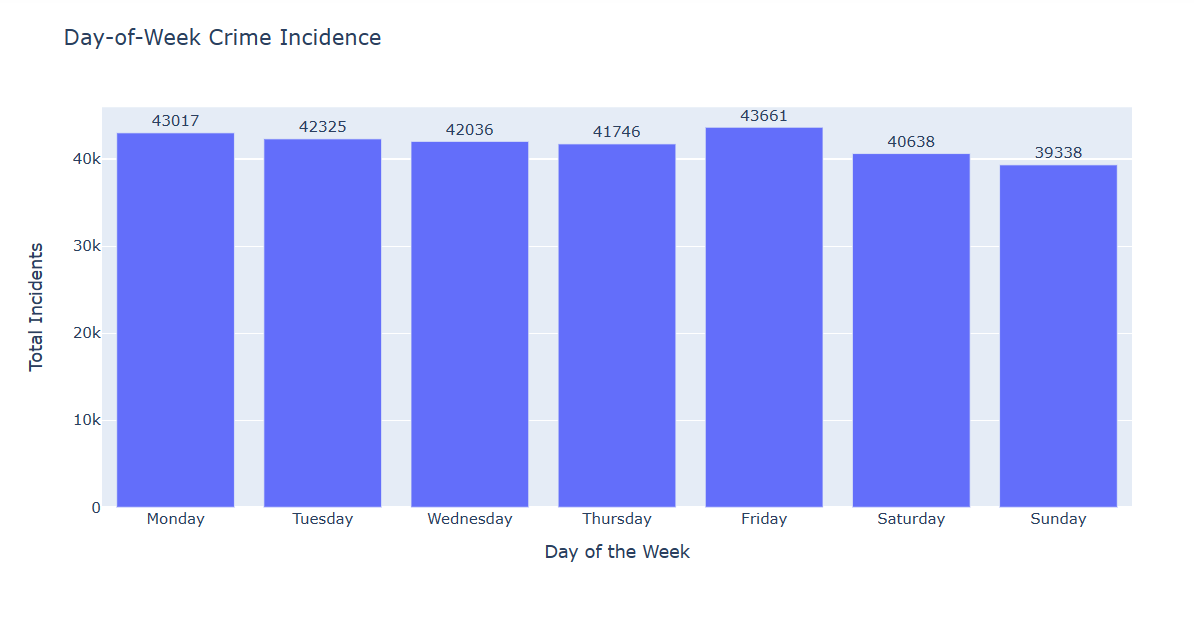 Day-of-Week Crime Incidence
43017
42325
42036
41746
43661
40638
39338
40k
30k
20k
10k
0
Total Incidents
Monday
Tuesday
Wednesday
Thursday
Friday
Saturday
Sunday
Day of the Week